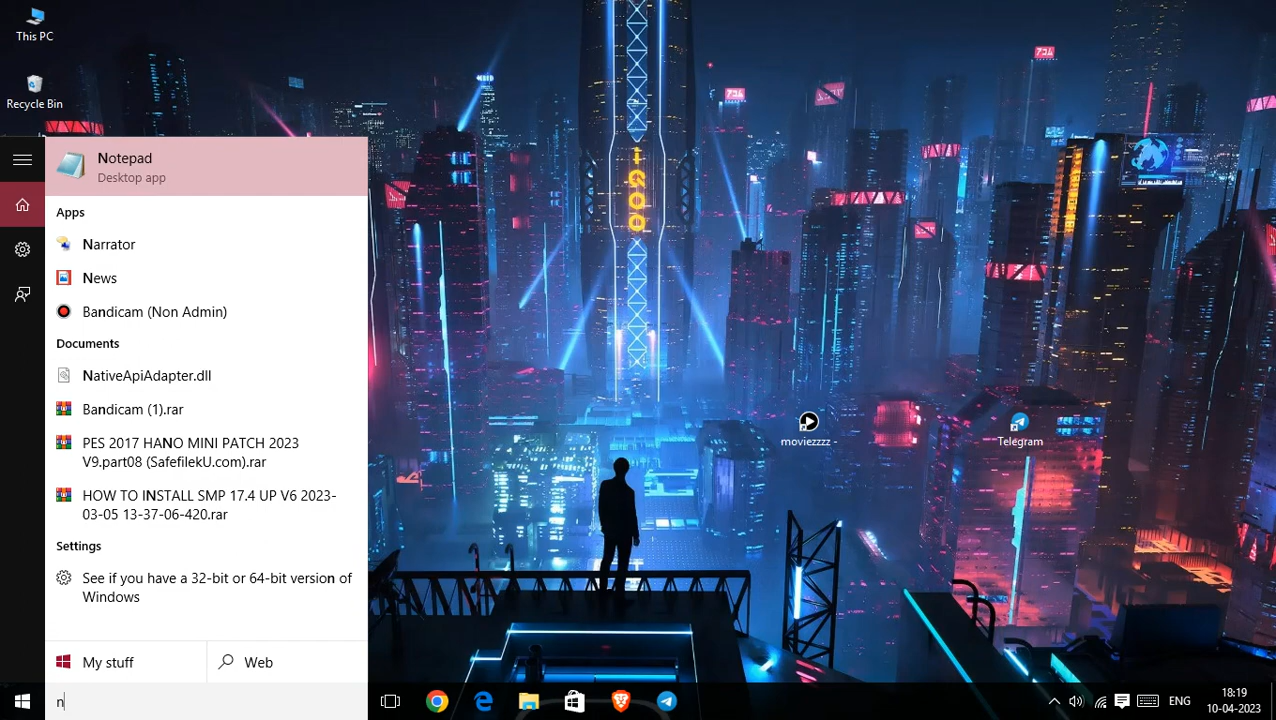 This PC
Recycle Bin
Notepad
Desktop app
Apps
Narrator
News
Bandicam (Non Admin)
Documents
NativeApiAdapter.dll
Bandicam (1).rar
PES 2017 HANO MINI PATCH 2023
V9.part08 (SafefilekU.com).rar
HOW TO INSTALL SMP 17.4 UP V6 2023-
03-05 13-37-06-420.rar
Settings
See if you have a 32-bit or 64-bit version of
Windows
My stuff
Web
n
moviezzzz -
Telegram
ENG
18:19
10-04-2023